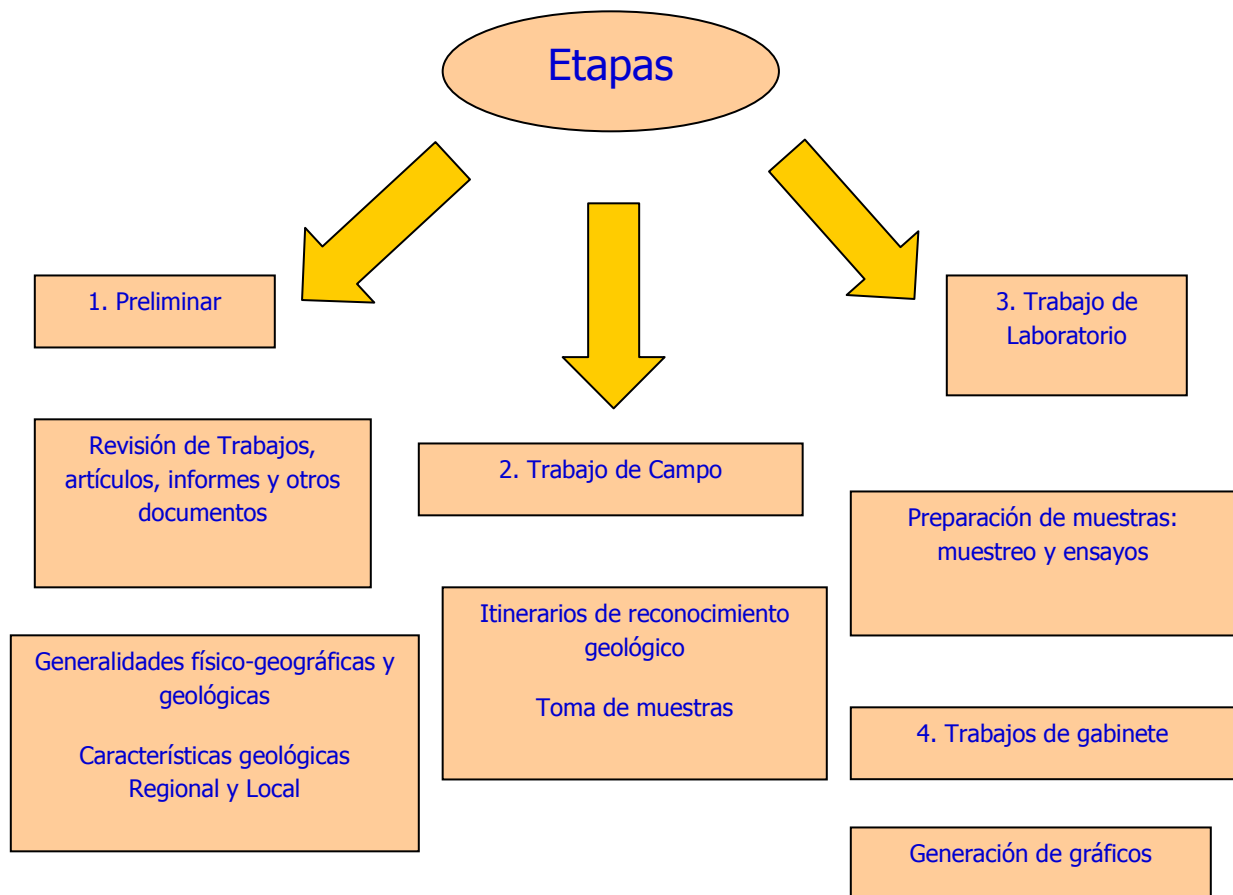 Etapas
1. Preliminar
Revisión de Trabajos,
artículos, informes y otros
documentos
Generalidades físico-geográficas y
geológicas
Características geológicas
Regional y Local
2. Trabajo de Campo
Itinerarios de reconocimiento
geológico
Toma de muestras
3. Trabajo de
Laboratorio
Preparación de muestras:
muestreo y ensayos
4. Trabajos de gabinete
Generación de gráficos